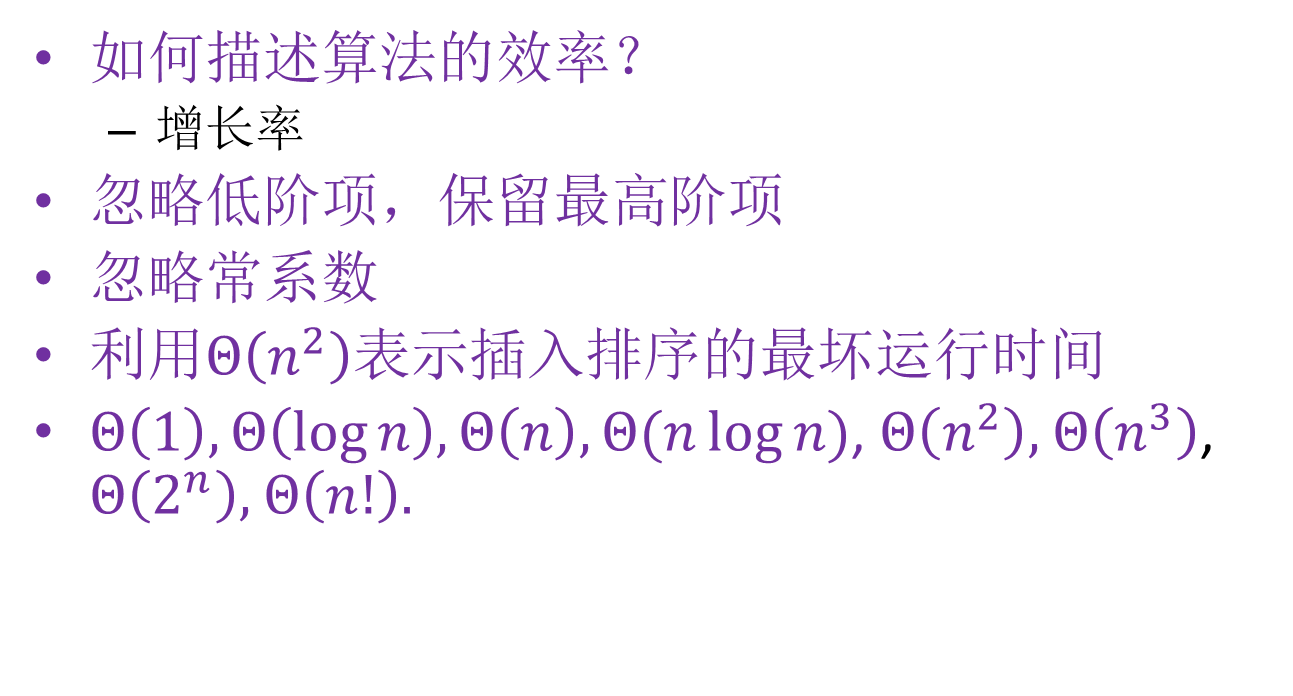 • 如何描述算法的效率？
– 增长率
• 忽略低阶项，保留最高阶项
• 忽略常系数
• 利用Θ(n²)表示插入排序的最坏运行时间
• Θ(1), Θ(log n), Θ(n), Θ(n log n), Θ(n²), Θ(n³),
Θ(2ⁿ), Θ(n!).